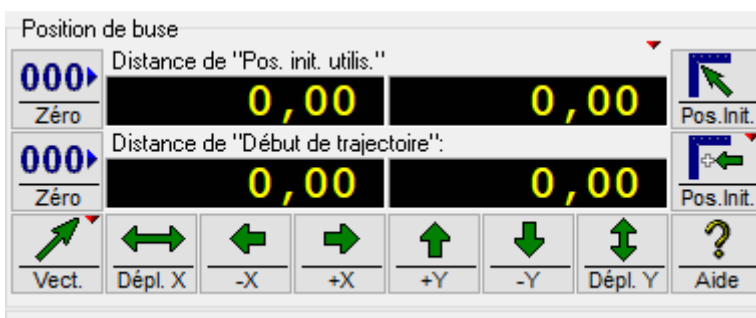 Position de buse
Distance de "Pos. init. utilis."
000
Zéro
0,00 0,00
Pos.Init.
Distance de "Début de trajectoire":
000
Zéro
0,00 0,00
Pos.Init.
Vect. Dépl. X -X +X +Y -Y Dépl. Y Aide